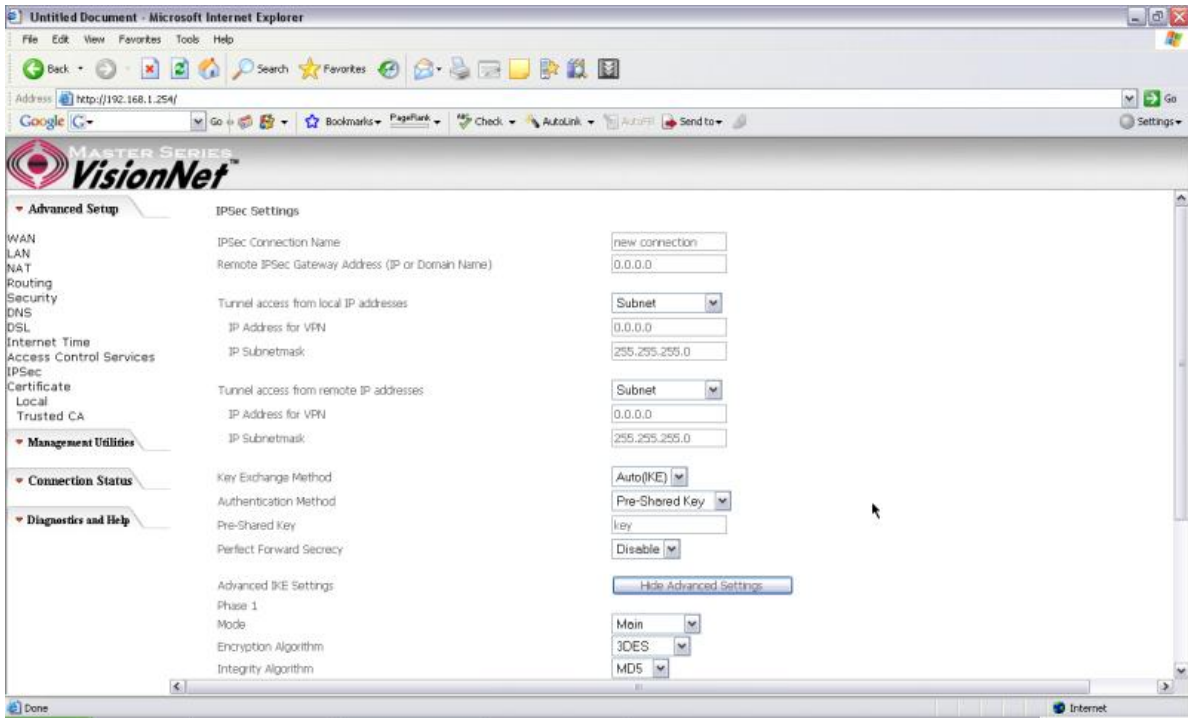 Untitled Document - Microsoft Internet Explorer
File Edit View Favorites Tools Help
Back Search Favorites
Address http://192.168.1.254/ Go
Google G Go Bookmarks PageRank Check AutoLink AutoFill Send to Settings
MASTER SERIES
VisionNet™
Advanced Setup
WAN
LAN
NAT
Routing
Security
DNS
DSL
Internet Time
Access Control Services
IPSec
Certificate
Local
Trusted CA
Management Utilities
Connection Status
Diagnostics and Help
IPSec Settings
IPSec Connection Name new connection
Remote IPSec Gateway Address (IP or Domain Name) 0.0.0.0
Tunnel access from local IP addresses Subnet
IP Address for VPN 0.0.0.0
IP Subnetmask 255.255.255.0
Tunnel access from remote IP addresses Subnet
IP Address for VPN 0.0.0.0
IP Subnetmask 255.255.255.0
Key Exchange Method Auto(IKE)
Authentication Method Pre-Shared Key
Pre-Shared Key key
Perfect Forward Secrecy Disable
Advanced IKE Settings Hide Advanced Settings
Phase 1
Mode Main
Encryption Algorithm 3DES
Integrity Algorithm MD5
Done Internet